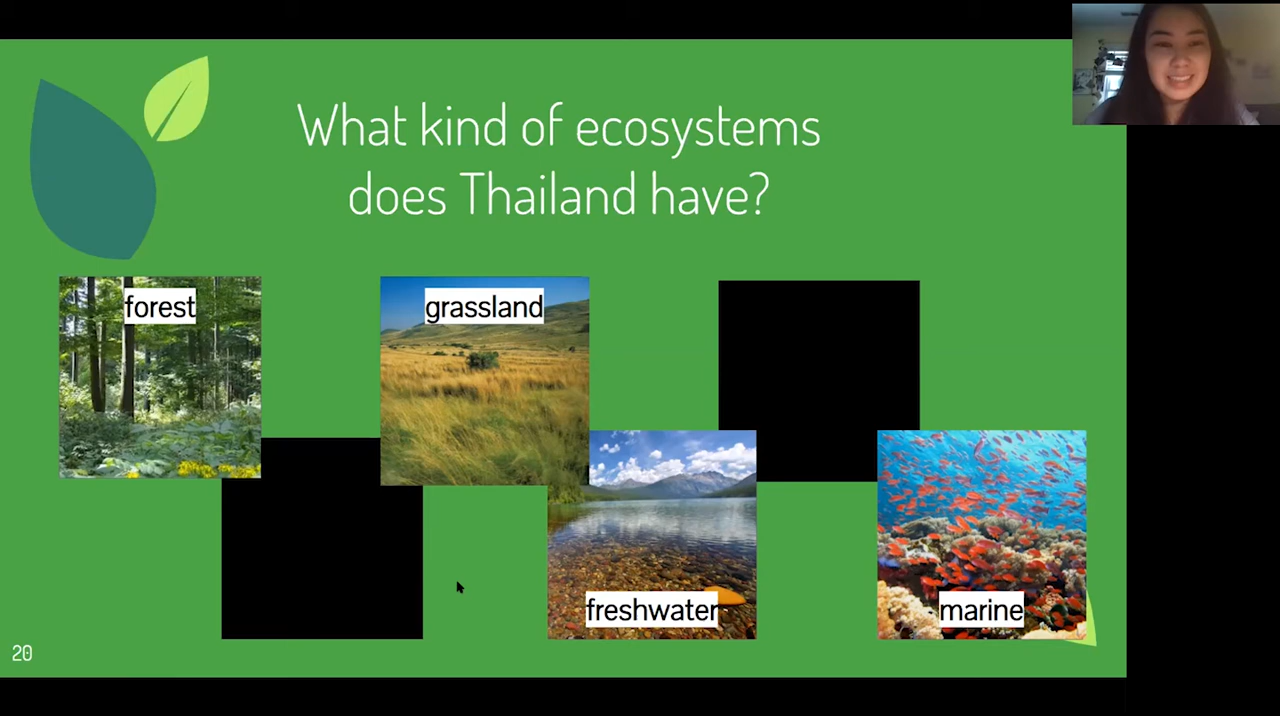 What kind of ecosystems
does Thailand have?
forest
grassland
freshwater
marine
20